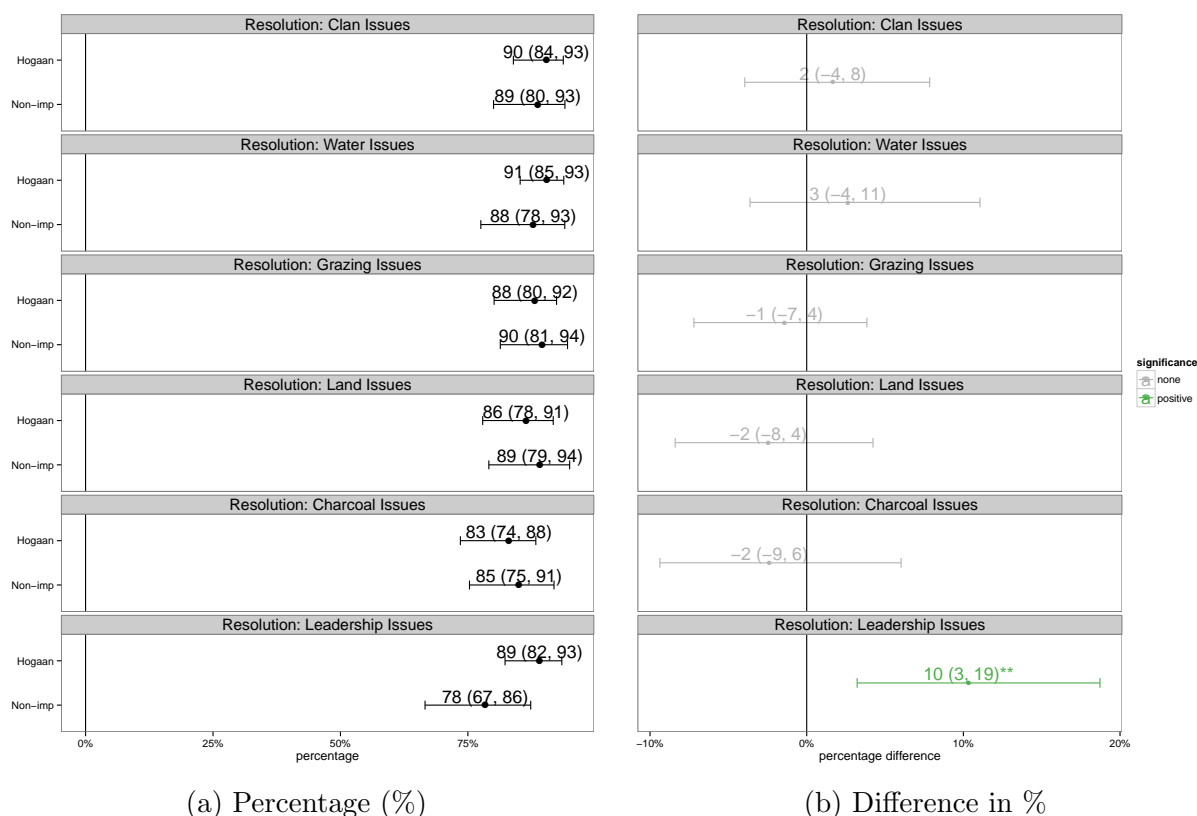 Resolution: Clan Issues
Hogaan
90 (84, 93)
Non−imp
89 (80, 93)
Resolution: Water Issues
Hogaan
91 (85, 93)
Non−imp
88 (78, 93)
Resolution: Grazing Issues
Hogaan
88 (80, 92)
Non−imp
90 (81, 94)
Resolution: Land Issues
Hogaan
86 (78, 91)
Non−imp
89 (79, 94)
Resolution: Charcoal Issues
Hogaan
83 (74, 88)
Non−imp
85 (75, 91)
Resolution: Leadership Issues
Hogaan
89 (82, 93)
Non−imp
78 (67, 86)
0% 25% 50% 75%
percentage
(a) Percentage (%)
Resolution: Clan Issues
2 (−4, 8)
Resolution: Water Issues
3 (−4, 11)
Resolution: Grazing Issues
−1 (−7, 4)
Resolution: Land Issues
−2 (−8, 4)
Resolution: Charcoal Issues
−2 (−9, 6)
Resolution: Leadership Issues
10 (3, 19)**
−10% 0% 10% 20%
percentage difference
(b) Difference in %
significance
a none
a positive